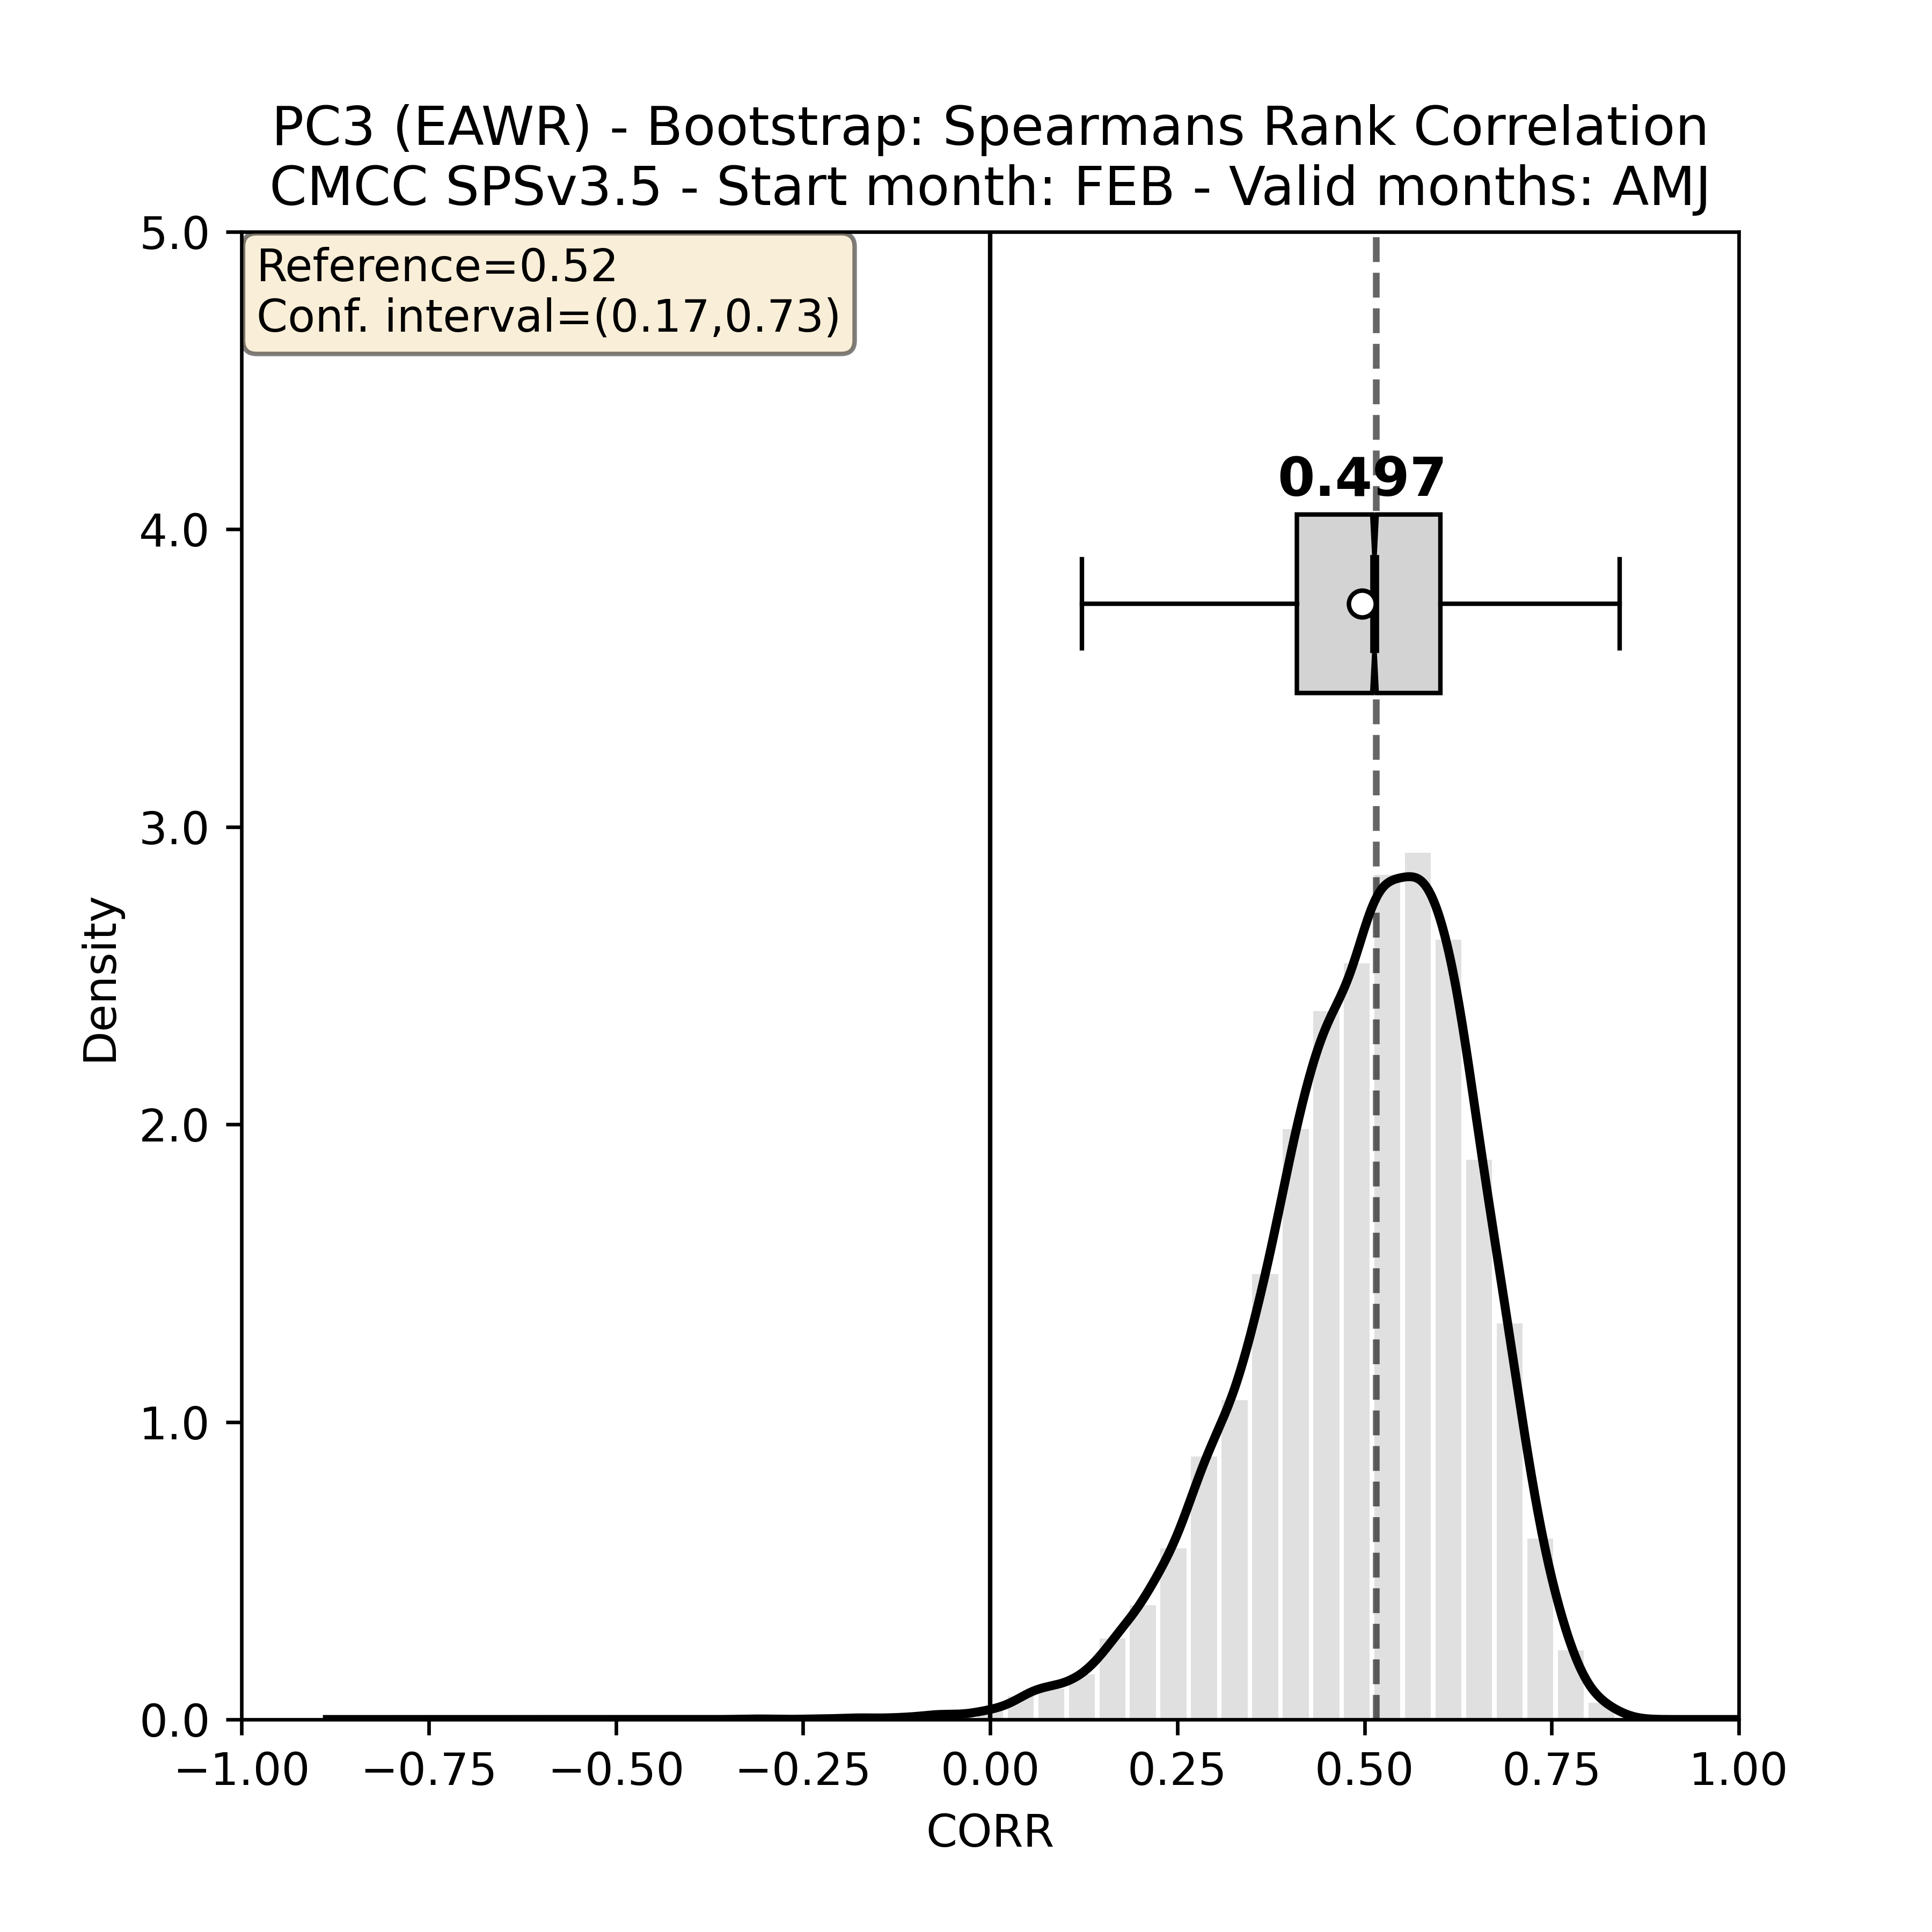 PC3 (EAWR) - Bootstrap: Spearmans Rank Correlation
CMCC SPSv3.5 - Start month: FEB - Valid months: AMJ
Reference=0.52
Conf. interval=(0.17,0.73)
0.497
5.0
4.0
3.0
2.0
1.0
0.0
Density
−1.00 −0.75 −0.50 −0.25 0.00 0.25 0.50 0.75 1.00
CORR